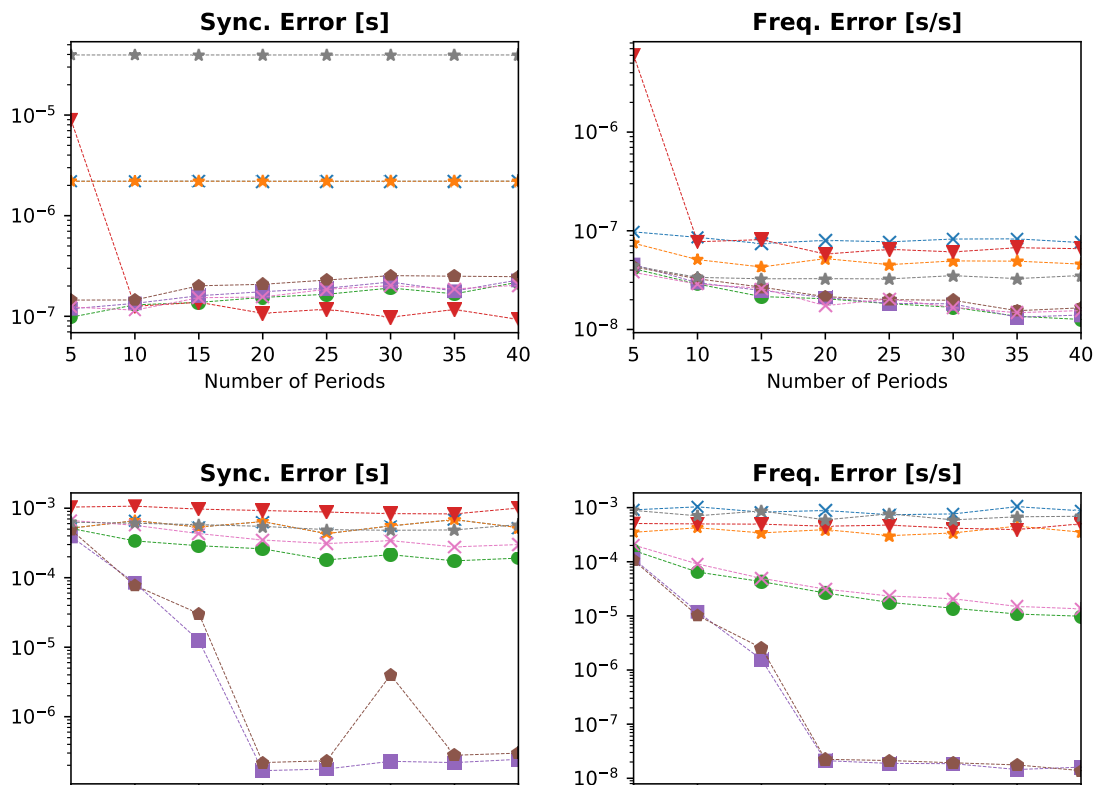 Sync. Error [s]
Freq. Error [s/s]
10⁻⁵
10⁻⁶
10⁻⁷
5 10 15 20 25 30 35 40
Number of Periods
10⁻⁶
10⁻⁷
10⁻⁸
5 10 15 20 25 30 35 40
Number of Periods
Sync. Error [s]
Freq. Error [s/s]
10⁻³
10⁻⁴
10⁻⁵
10⁻⁶
10⁻³
10⁻⁴
10⁻⁵
10⁻⁶
10⁻⁷
10⁻⁸